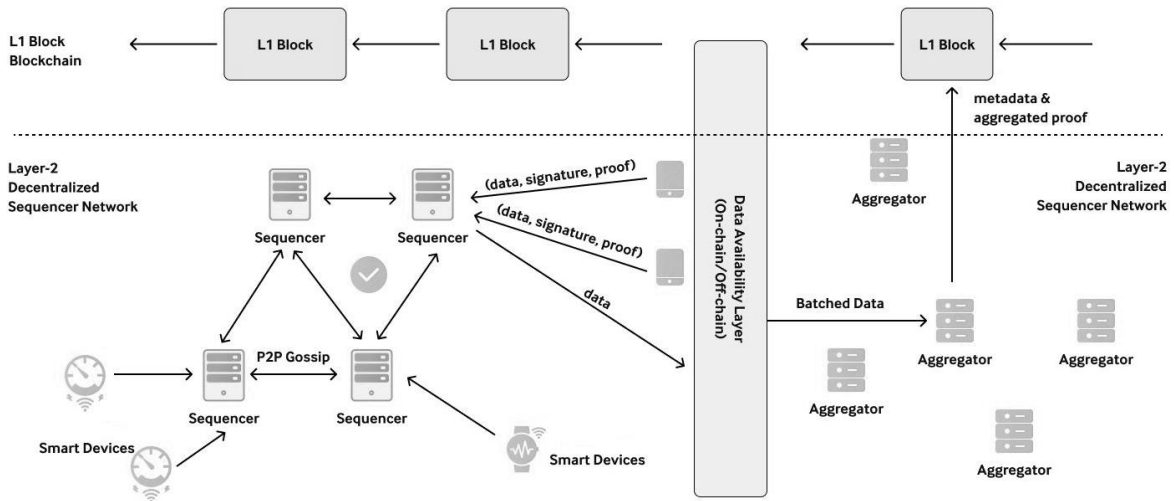 L1 Block
Blockchain
L1 Block
L1 Block
L1 Block
metadata &
aggregated proof
Layer-2
Decentralized
Sequencer Network
Sequencer
Sequencer
(data, signature, proof)
(data, signature, proof)
data
P2P Gossip
Sequencer
Sequencer
Smart Devices
Smart Devices
Data Availability Layer
(On-chain/Off-chain)
Batched Data
Aggregator
Layer-2
Decentralized
Sequencer Network
Aggregator
Aggregator
Aggregator
Aggregator